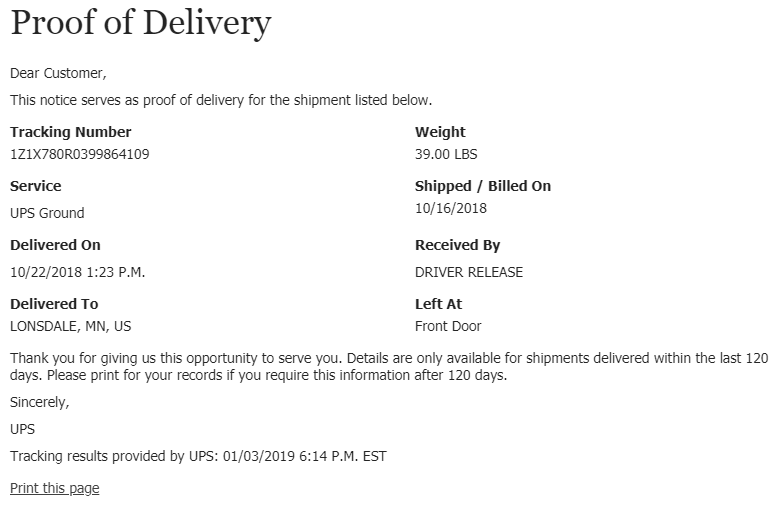 Proof of Delivery
Dear Customer,
This notice serves as proof of delivery for the shipment listed below.
Tracking Number
1Z1X780R0399864109
Weight
39.00 LBS
Service
UPS Ground
Shipped / Billed On
10/16/2018
Delivered On
10/22/2018 1:23 P.M.
Received By
DRIVER RELEASE
Delivered To
LONSDALE, MN, US
Left At
Front Door
Thank you for giving us this opportunity to serve you. Details are only available for shipments delivered within the last 120
days. Please print for your records if you require this information after 120 days.
Sincerely,
UPS
Tracking results provided by UPS: 01/03/2019 6:14 P.M. EST
Print this page